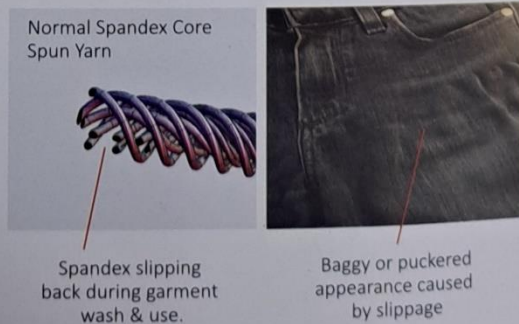 Normal Spandex Core
Spun Yarn
Spandex slipping
back during garment
wash & use.
Baggy or puckered
appearance caused
by slippage